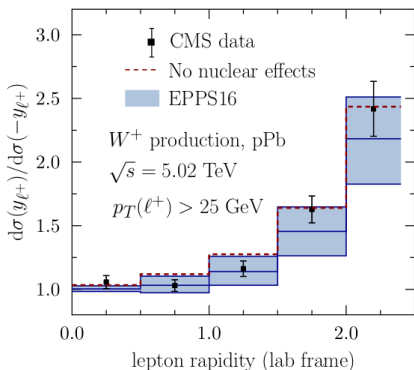 3.0
2.5
2.0
1.5
1.0
dσ(y_{ℓ⁺})/dσ(−y_{ℓ⁺})
CMS data
No nuclear effects
EPPS16
W⁺ production, pPb
√s = 5.02 TeV
p_T(ℓ⁺) > 25 GeV
0.0 0.5 1.0 1.5 2.0
lepton rapidity (lab frame)